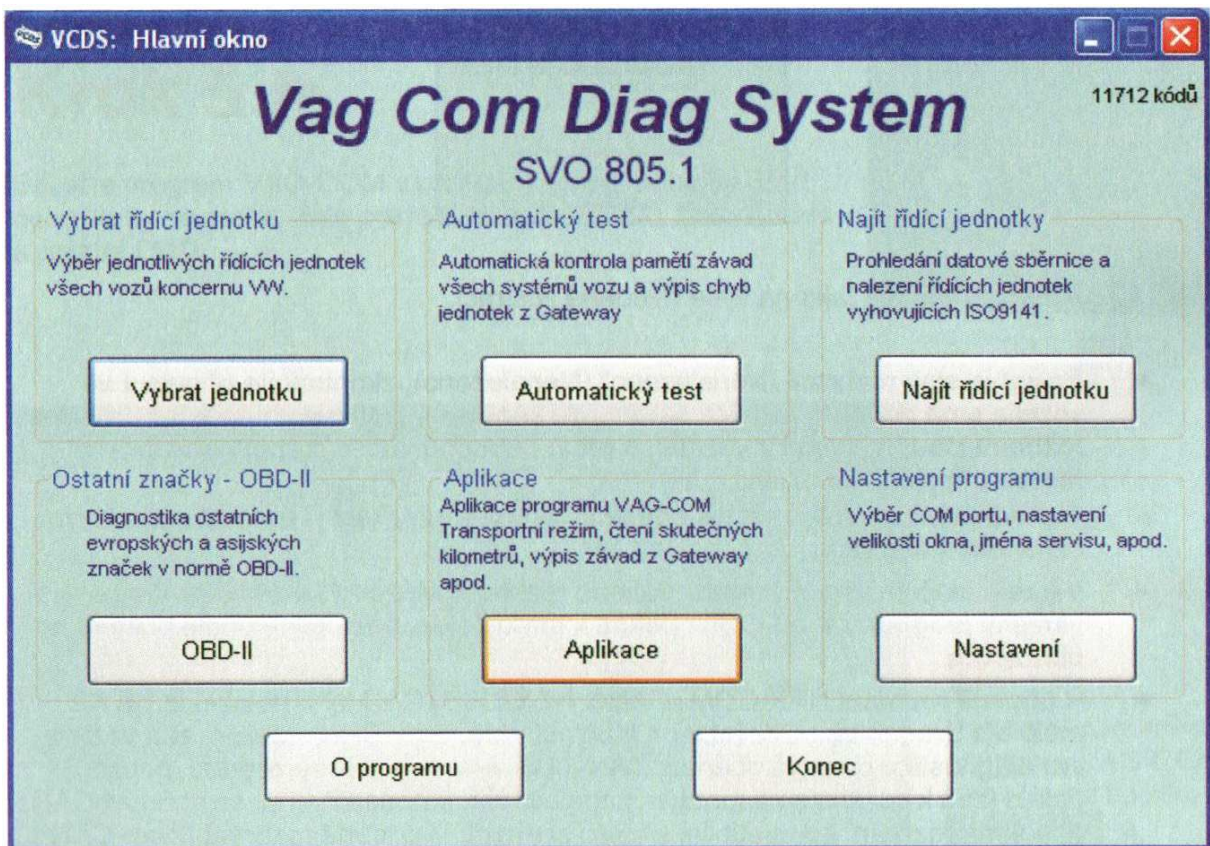 VCDS: Hlavní okno
Vag Com Diag System
11712 kódů
SVO 805.1
Vybrat řídící jednotku
Výběr jednotlivých řídících jednotek
všech vozů koncernu VW.
Vybrat jednotku
Automatický test
Automatická kontrola pamětí závad
všech systémů vozu a výpis chyb
jednotek z Gateway
Automatický test
Najít řídící jednotky
Prohledání datové sběrnice a
nalezení řídících jednotek
vyhovujících ISO9141.
Najít řídící jednotku
Ostatní značky - OBD-II
Diagnostika ostatních
evropských a asijských
značek v normě OBD-II.
OBD-II
Aplikace
Aplikace programu VAG-COM
Transportní režim, čtení skutečných
kilometrů, výpis závad z Gateway
apod.
Aplikace
Nastavení programu
Výběr COM portu, nastavení
velikosti okna, jména servisu, apod.
Nastavení
O programu
Konec